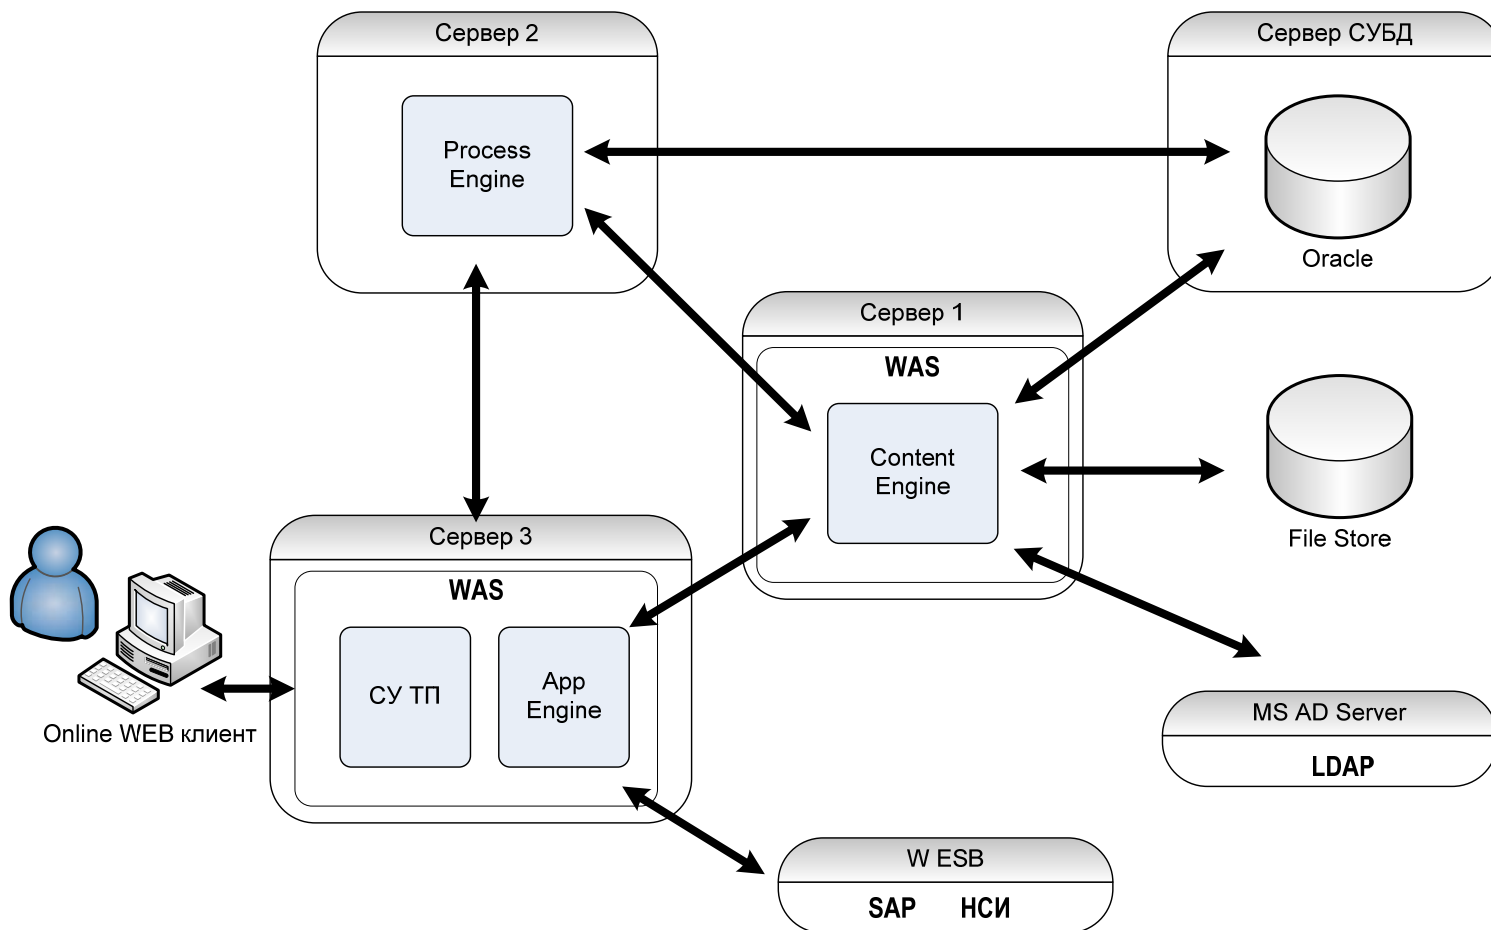 Сервер 2
Process
Engine
Сервер СУБД
Oracle
Сервер 1
WAS
Content
Engine
File Store
Сервер 3
WAS
СУ ТП
App
Engine
Online WEB клиент
MS AD Server
LDAP
W ESB
SAP НСИ